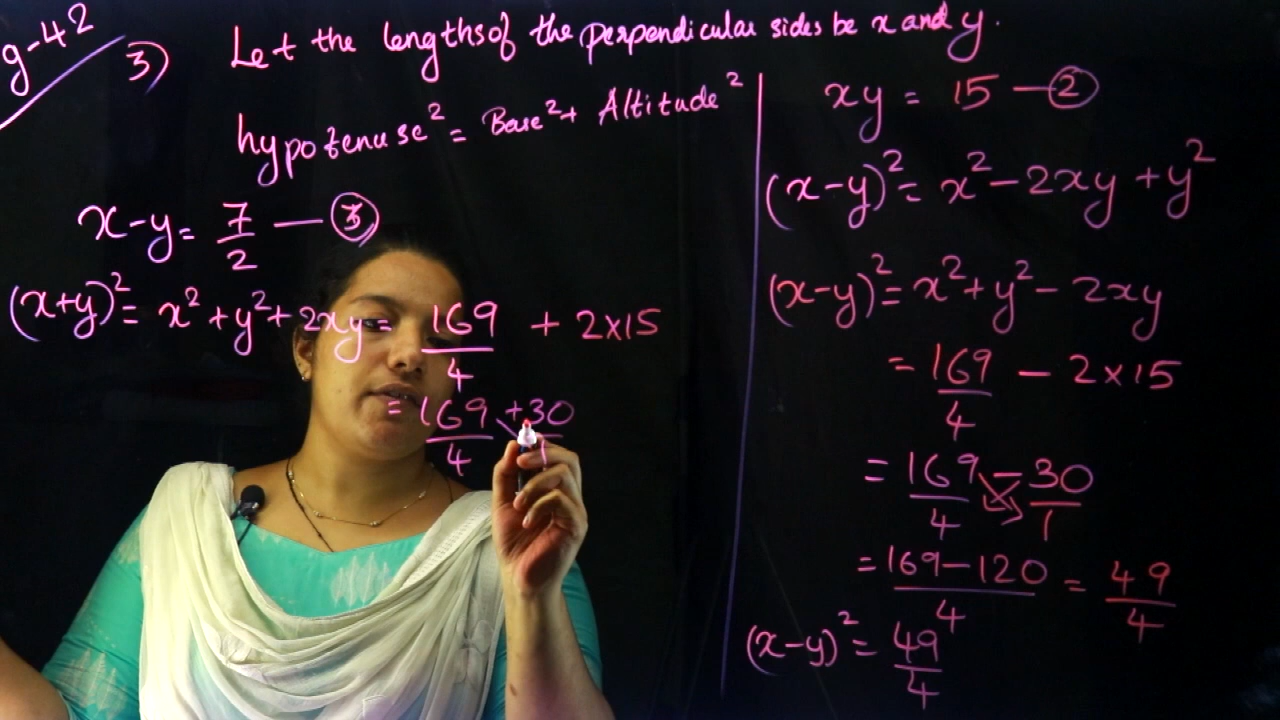 g-42
3) Let the lengths of the perpendicular sides be x and y.
hypotenuse² = Base² + Altitude²
x-y = 7/2 — ③
(x+y)² = x² + y² + 2xy = 169/4 + 2×15
= 169/4 + 30/1
xy = 15 — ②
(x-y)² = x² - 2xy + y²
(x-y)² = x² + y² - 2xy
= 169/4 - 2×15
= 169/4 - 30/1
= 169-120/4 = 49/4
(x-y)² = 49/4